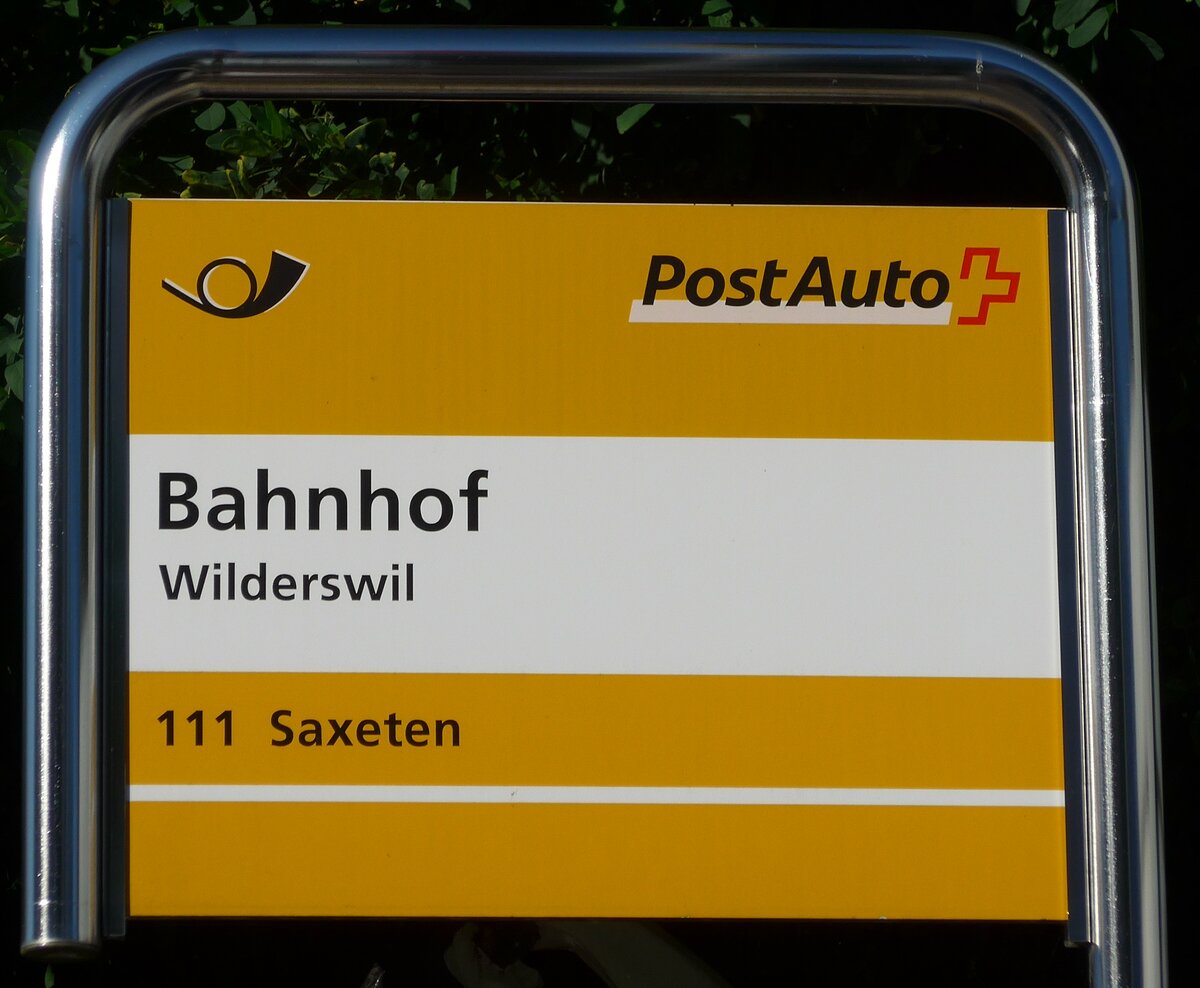 PostAuto
Bahnhof
Wilderswil
111 Saxeten